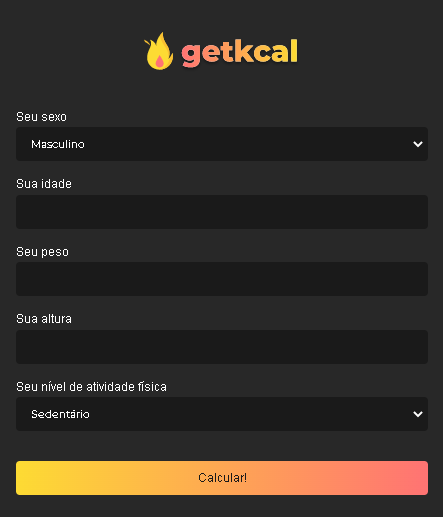 getkcal
Seu sexo
Masculino
Sua idade
Seu peso
Sua altura
Seu nível de atividade física
Sedentário
Calcular!